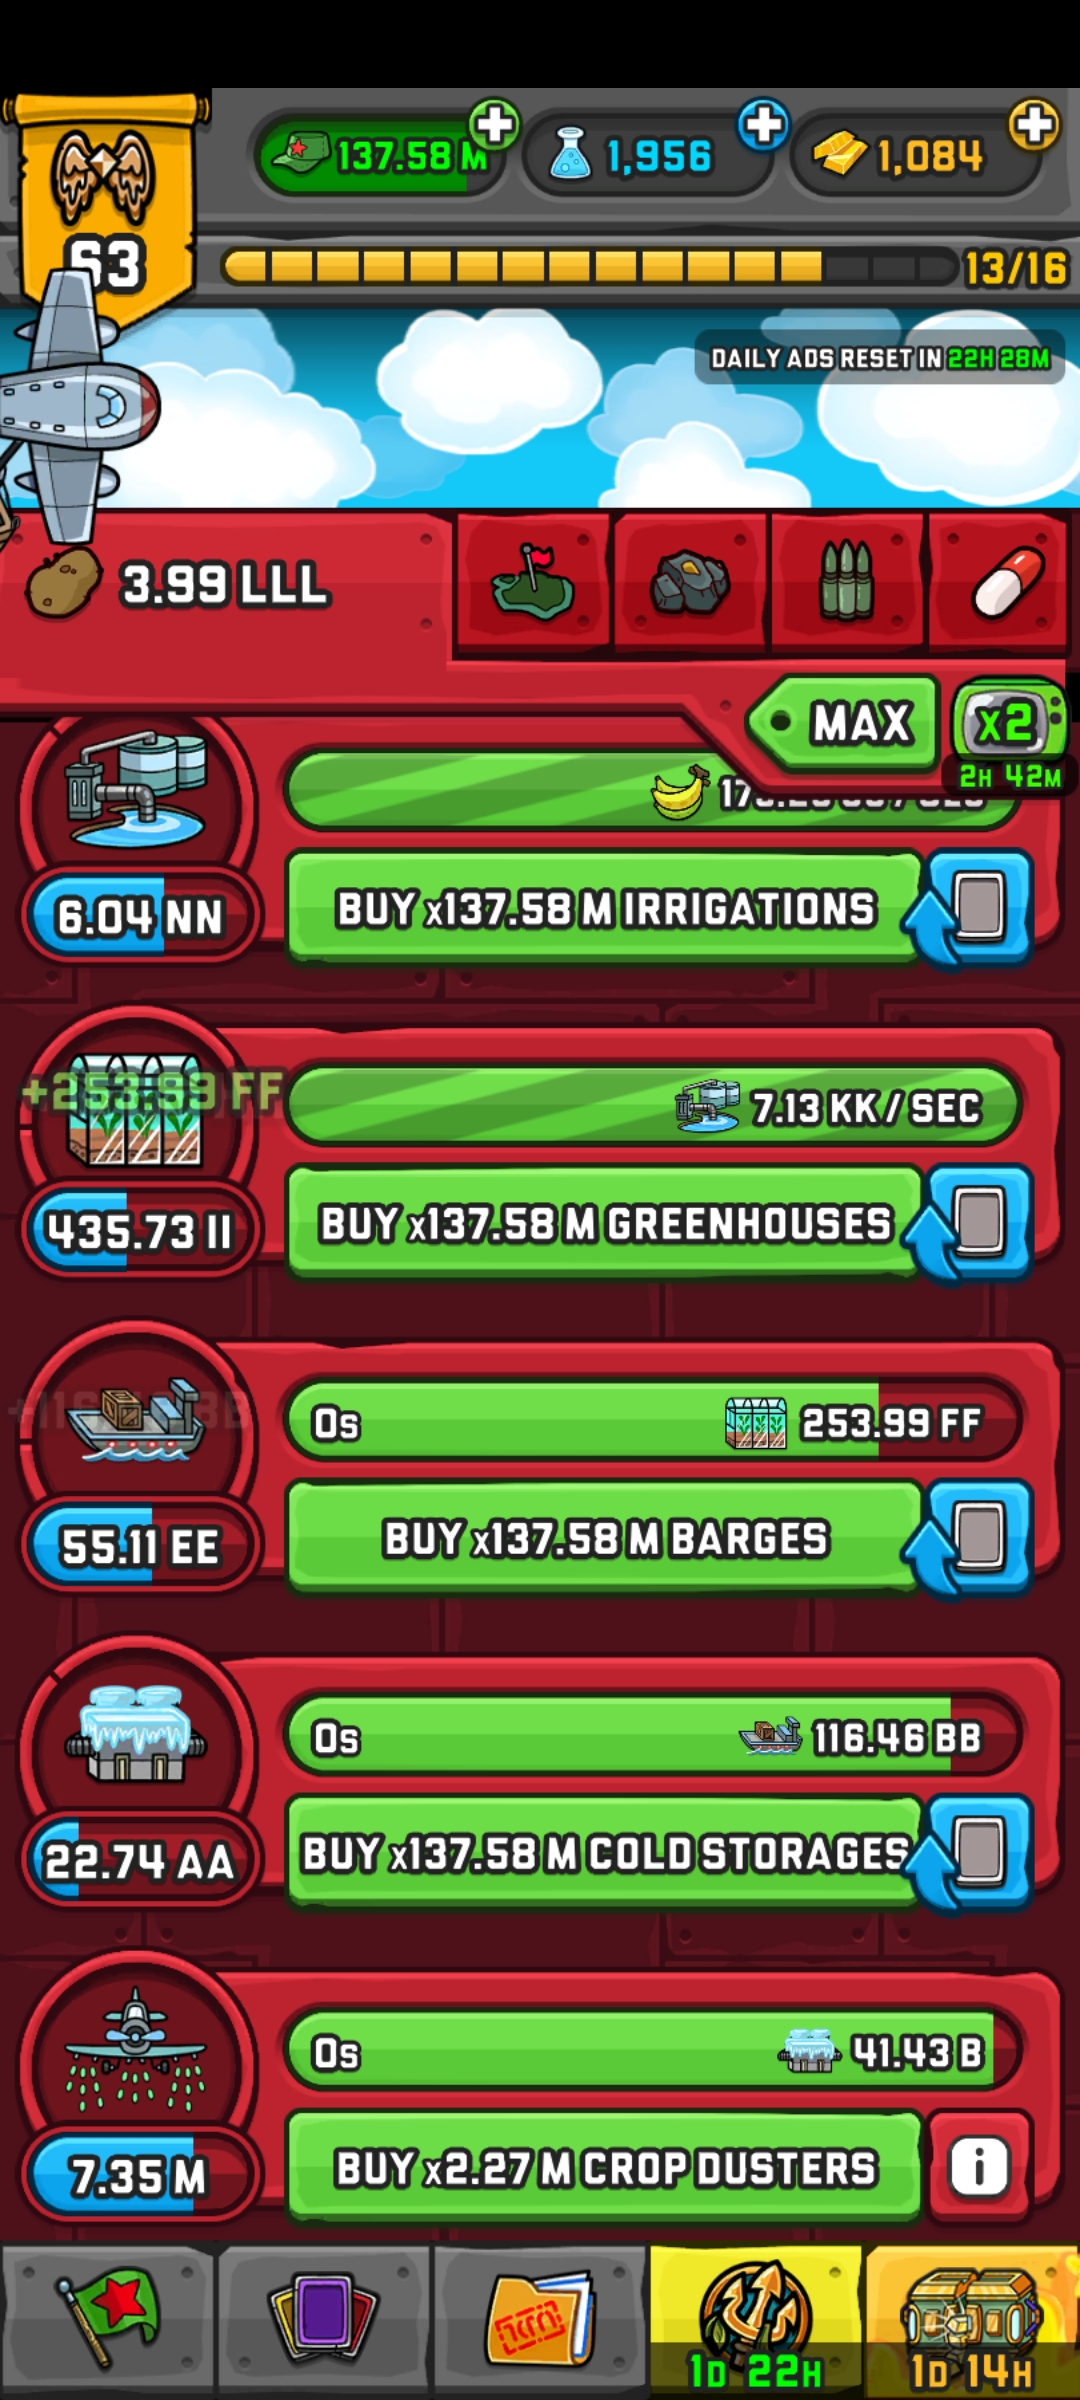 137.58 M
1,956
1,084
63
13/16
DAILY ADS RESET IN 22H 28M
3.99 LLL
MAX
x2
2H 42M
6.04 NN
BUY x137.58 M IRRIGATIONS
+253.99 FF
7.13 KK / SEC
435.73 II
BUY x137.58 M GREENHOUSES
0s
253.99 FF
55.11 EE
BUY x137.58 M BARGES
0s
116.46 BB
22.74 AA
BUY x137.58 M COLD STORAGES
0s
41.43 B
7.35 M
BUY x2.27 M CROP DUSTERS
i
1D 22H
1D 14H